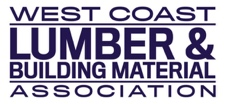 WEST COAST
LUMBER &
BUILDING MATERIAL
ASSOCIATION